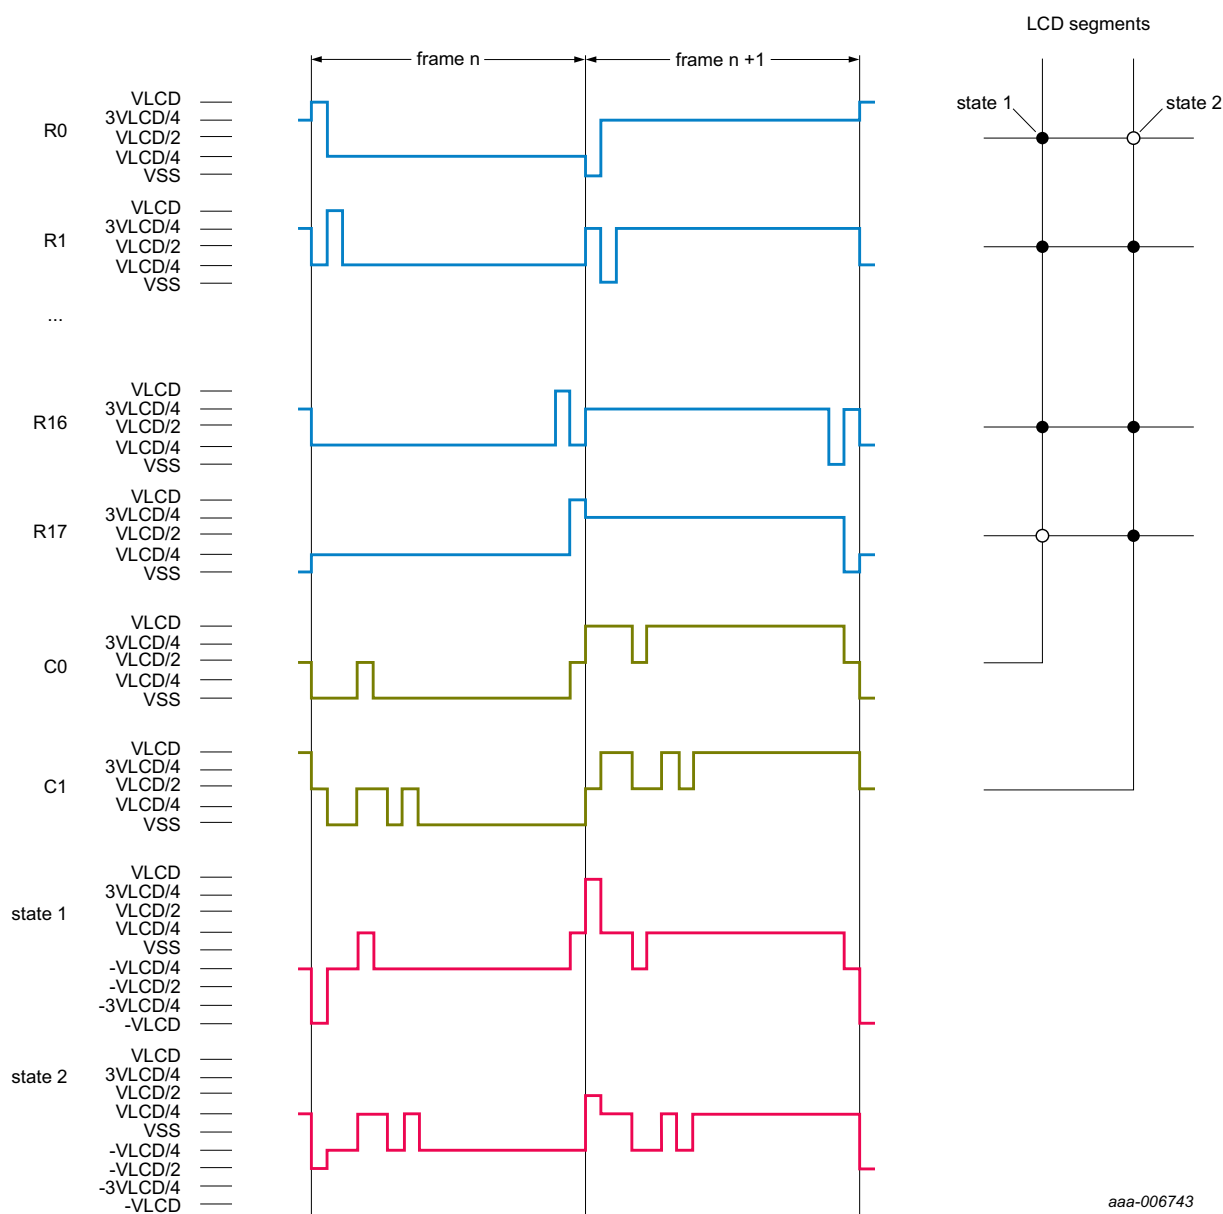 LCD segments
frame n
frame n +1
state 1
state 2
R0
VLCD
3VLCD/4
VLCD/2
VLCD/4
VSS
R1
VLCD
3VLCD/4
VLCD/2
VLCD/4
VSS
...
R16
VLCD
3VLCD/4
VLCD/2
VLCD/4
VSS
R17
VLCD
3VLCD/4
VLCD/2
VLCD/4
VSS
C0
VLCD
3VLCD/4
VLCD/2
VLCD/4
VSS
C1
VLCD
3VLCD/4
VLCD/2
VLCD/4
VSS
state 1
VLCD
3VLCD/4
VLCD/2
VLCD/4
VSS
-VLCD/4
-VLCD/2
-3VLCD/4
-VLCD
state 2
VLCD
3VLCD/4
VLCD/2
VLCD/4
VSS
-VLCD/4
-VLCD/2
-3VLCD/4
-VLCD
aaa-006743